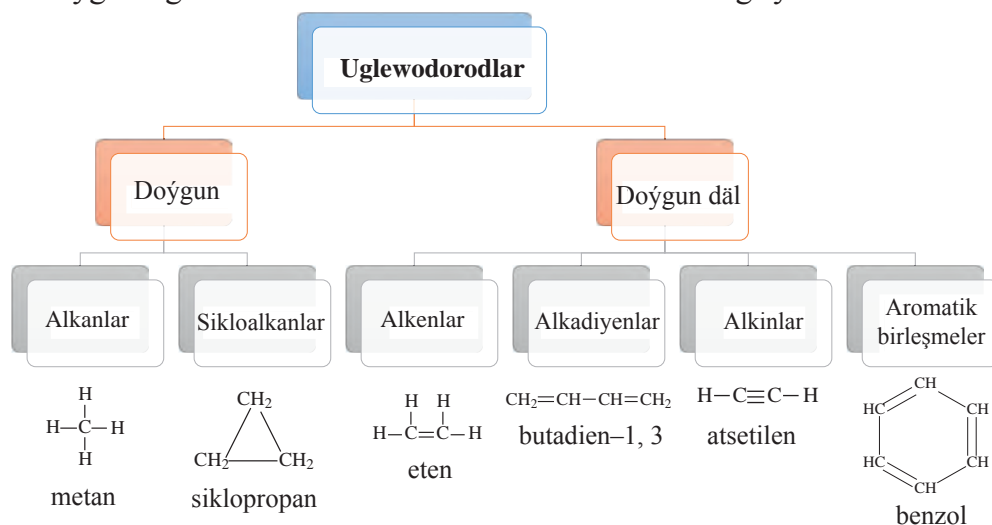 Uglewodorodlar
Doýgun
Doýgun däl
Alkanlar
Sikloalkanlar
Alkenlar
Alkadiyenlar
Alkinlar
Aromatik
birleşmeler
H
H–C–H
H
metan
CH2
CH2 CH2
siklopropan
H H
H–C=C–H
eten
CH2=CH–CH=CH2
butadien–1, 3
H–C≡C–H
atsetilen
CH
HC CH
HC CH
CH
benzol